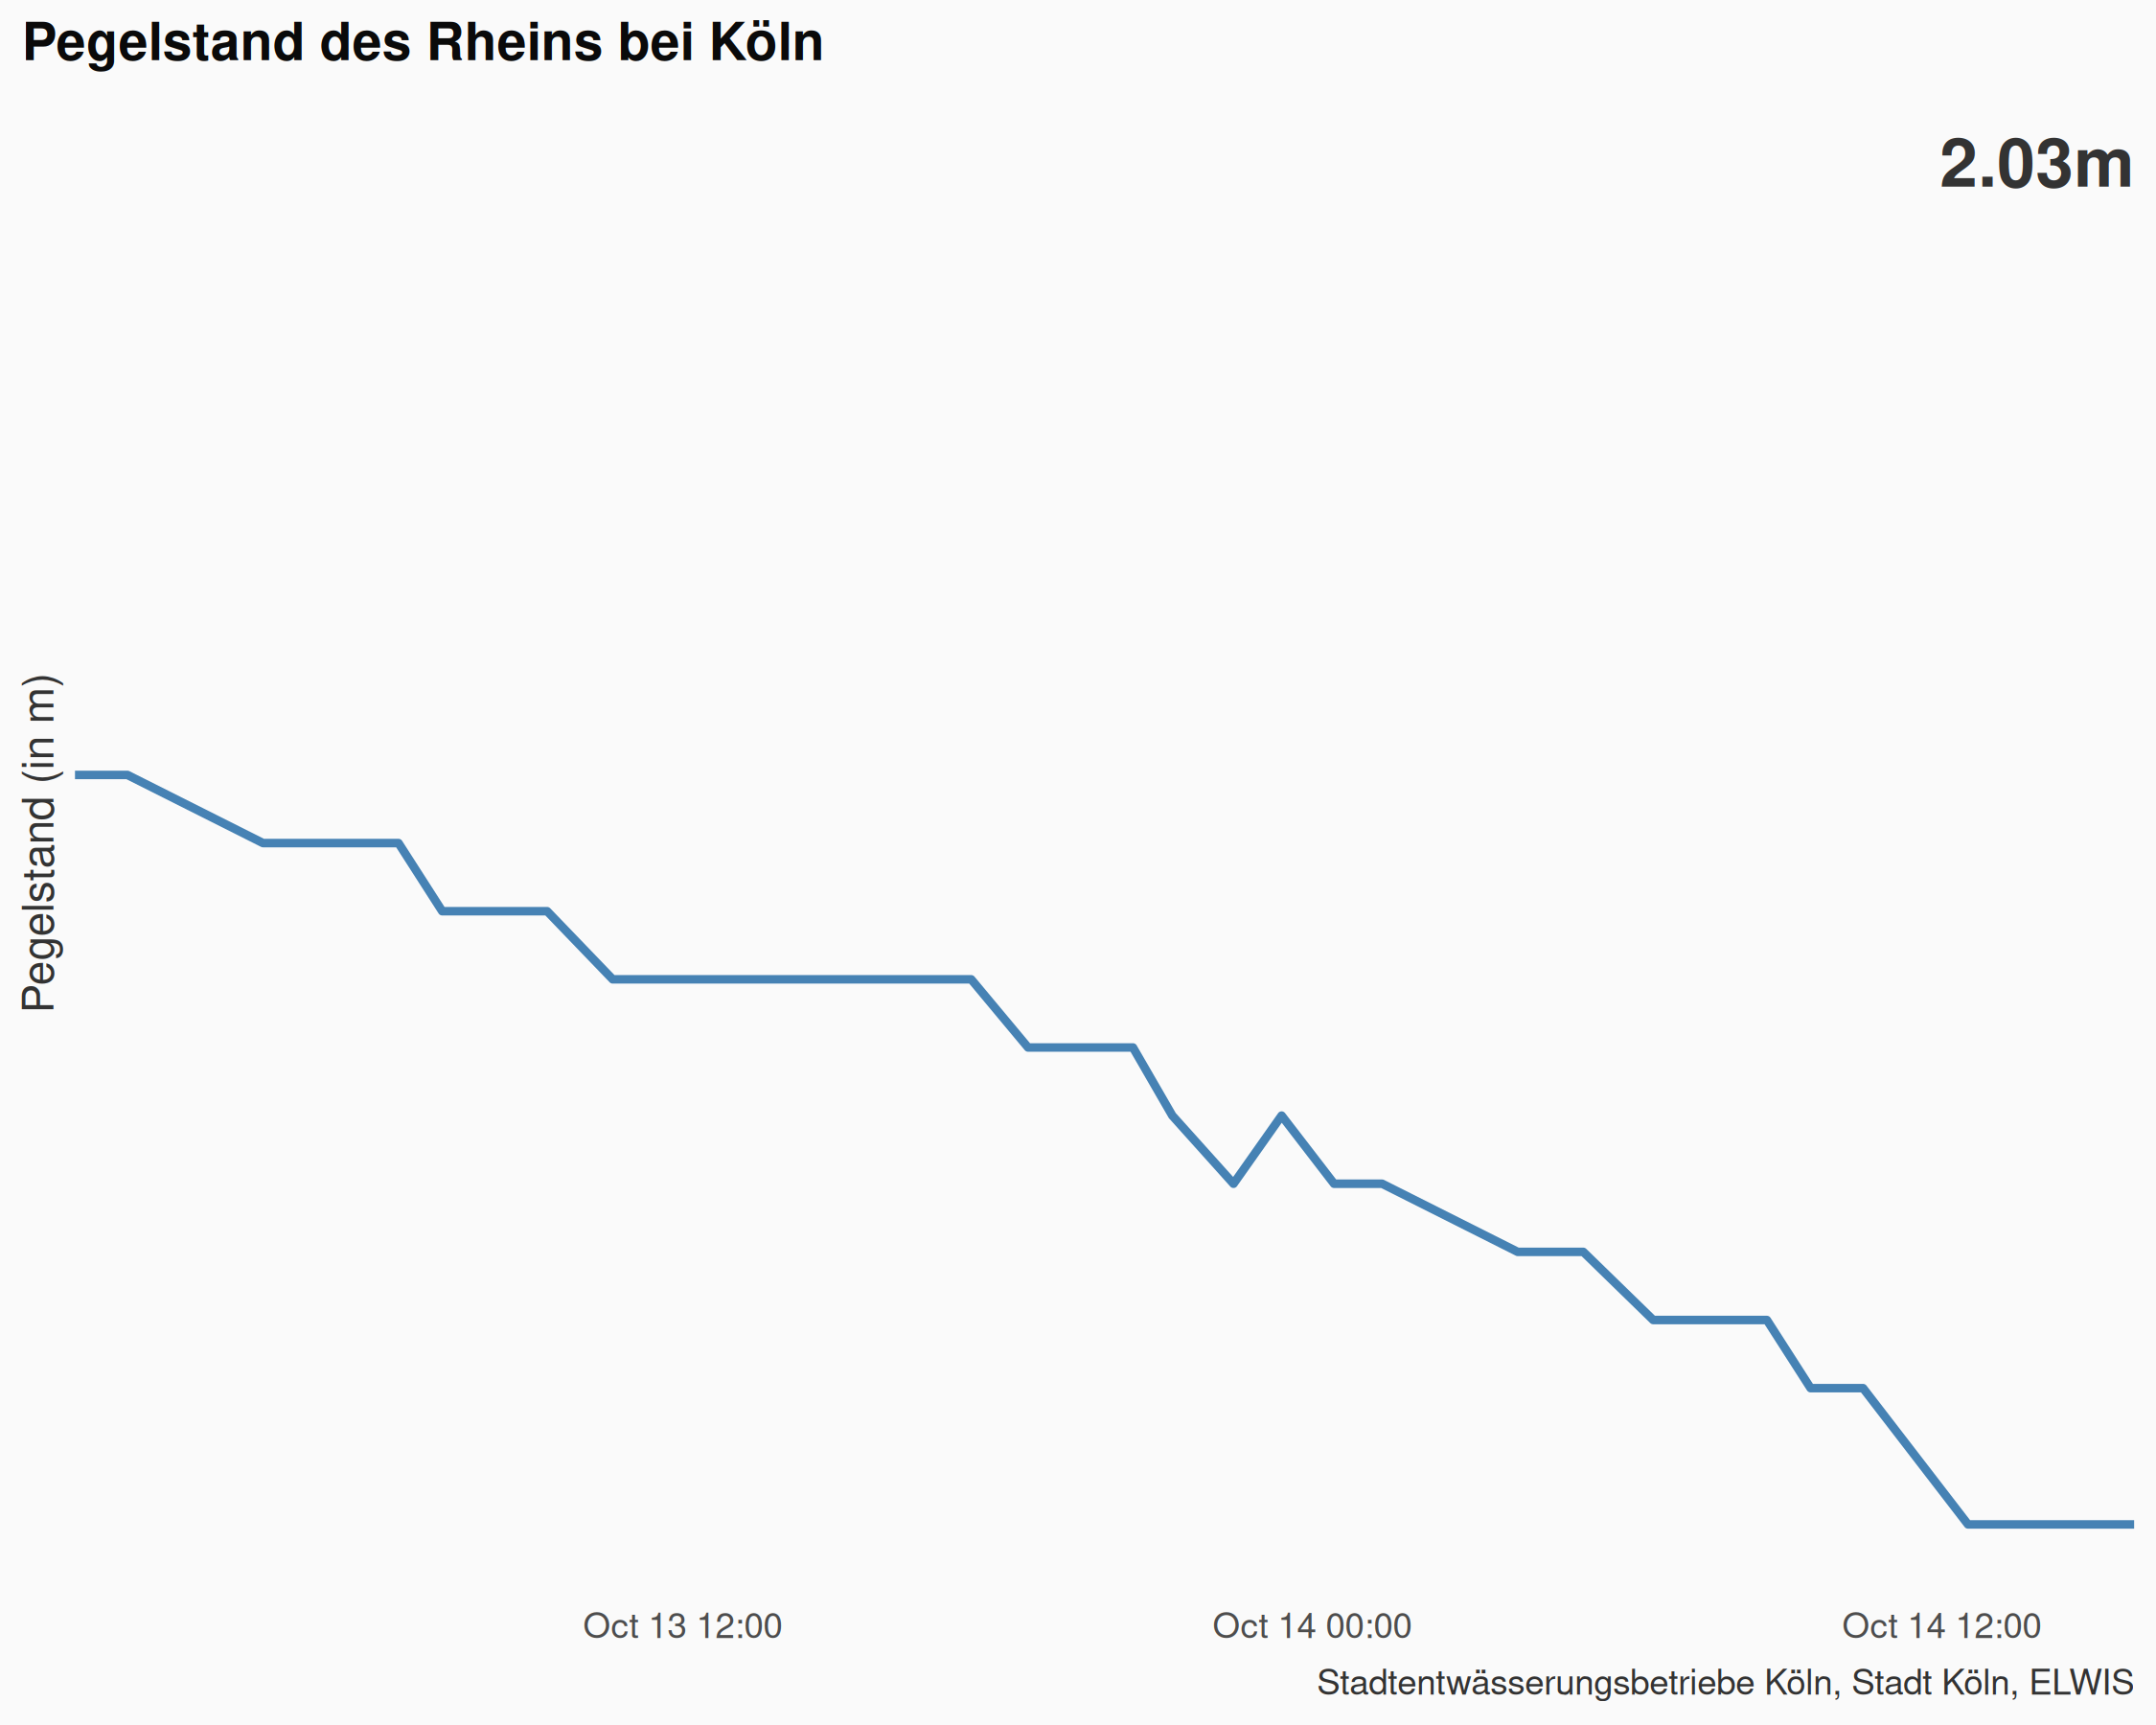 Pegelstand des Rheins bei Köln
2.03m
Pegelstand (in m)
Oct 13 12:00
Oct 14 00:00
Oct 14 12:00
Stadtentwässerungsbetriebe Köln, Stadt Köln, ELWIS